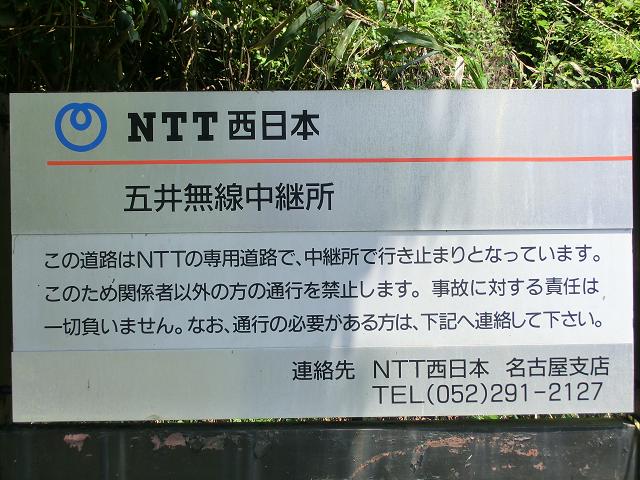 NTT西日本
五井無線中継所
この道路はNTTの専用道路で、中継所で行き止まりとなっています。
このため関係者以外の方の通行を禁止します。事故に対する責任は
一切負いません。なお、通行の必要がある方は、下記へ連絡して下さい。
連絡先 NTT西日本 名古屋支店
TEL(052)291-2127